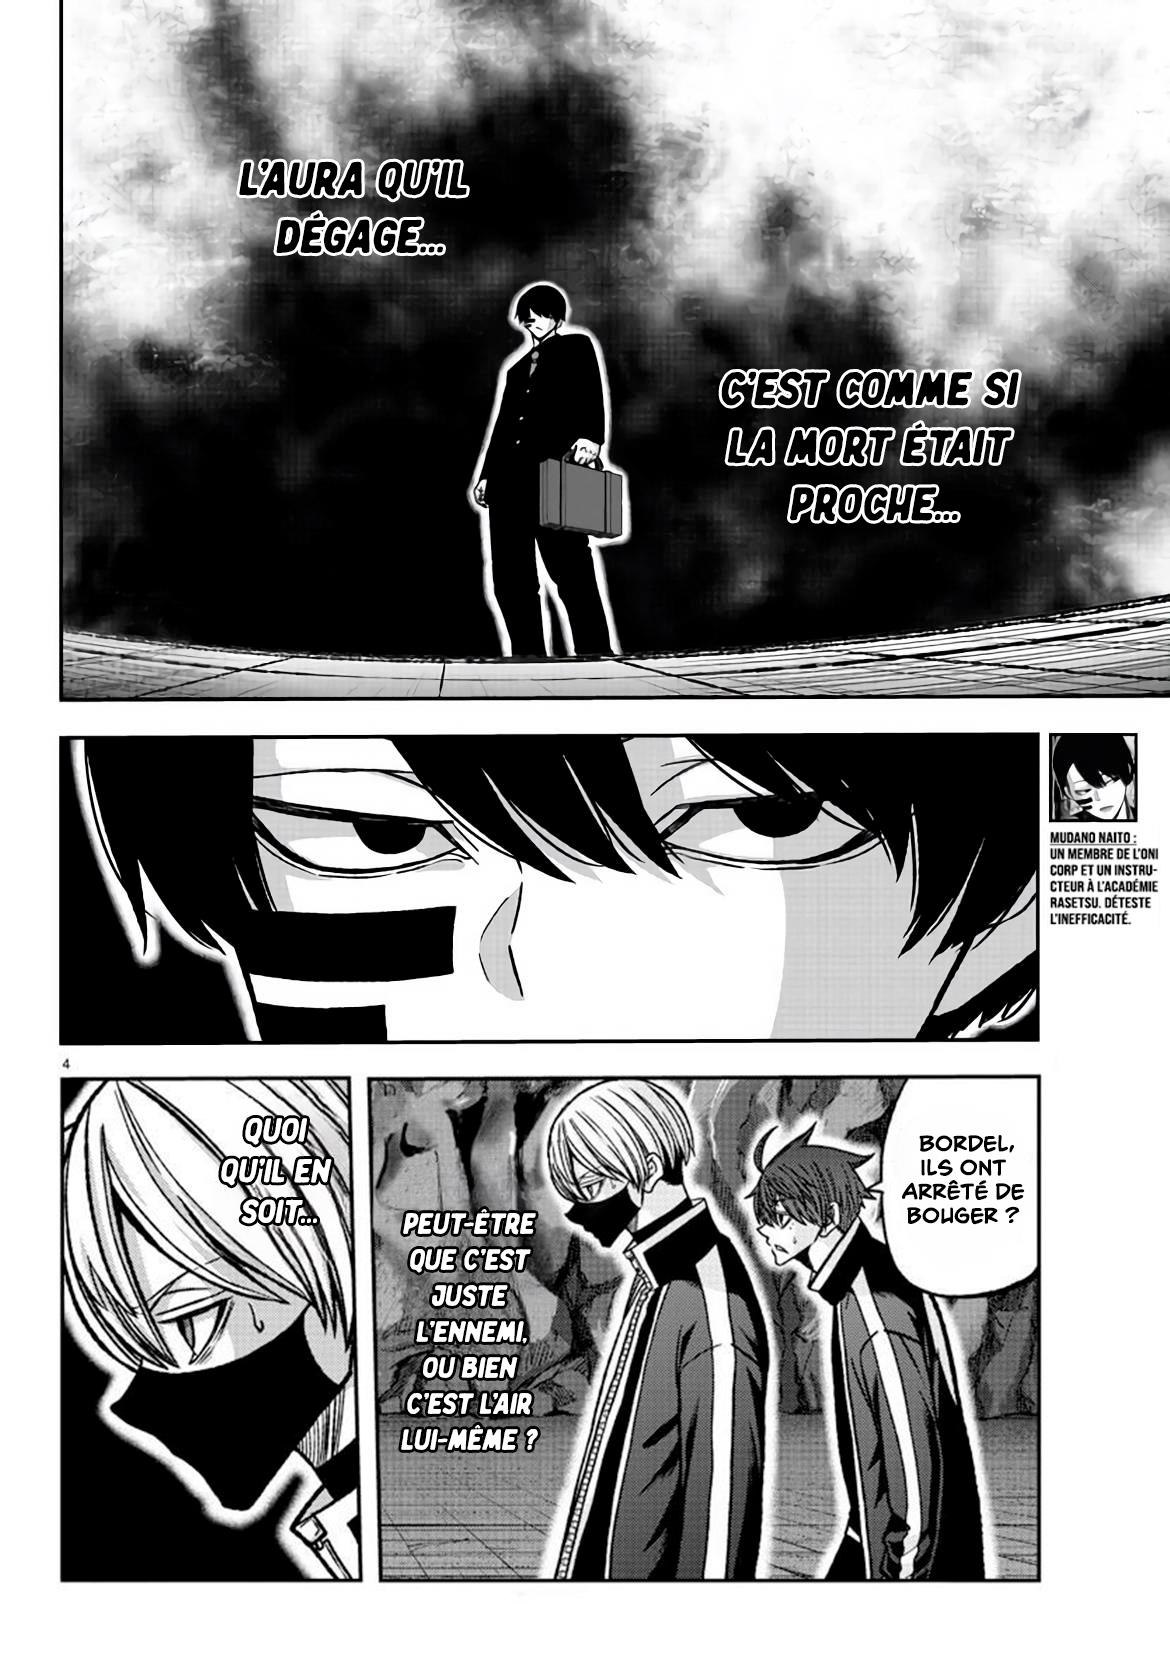 L'AURA QU'IL
DÉGAGE...
C'EST COMME SI
LA MORT ÉTAIT
PROCHE...
MUDANO NAITO :
UN MEMBRE DE L'ONI
CORP ET UN INSTRU-
CTEUR À L'ACADÉMIE
RASETSU. DÉTESTE
L'INEFFICACITÉ.
4
BORDEL,
ILS ONT
ARRÊTÉ DE
BOUGER ?
PEUT-ÊTRE
QUE C'EST
JUSTE
L'ENNEMI,
OU BIEN
C'EST L'AIR
LUI-MÊME ?
QUOI
QU'IL EN
SOIT...